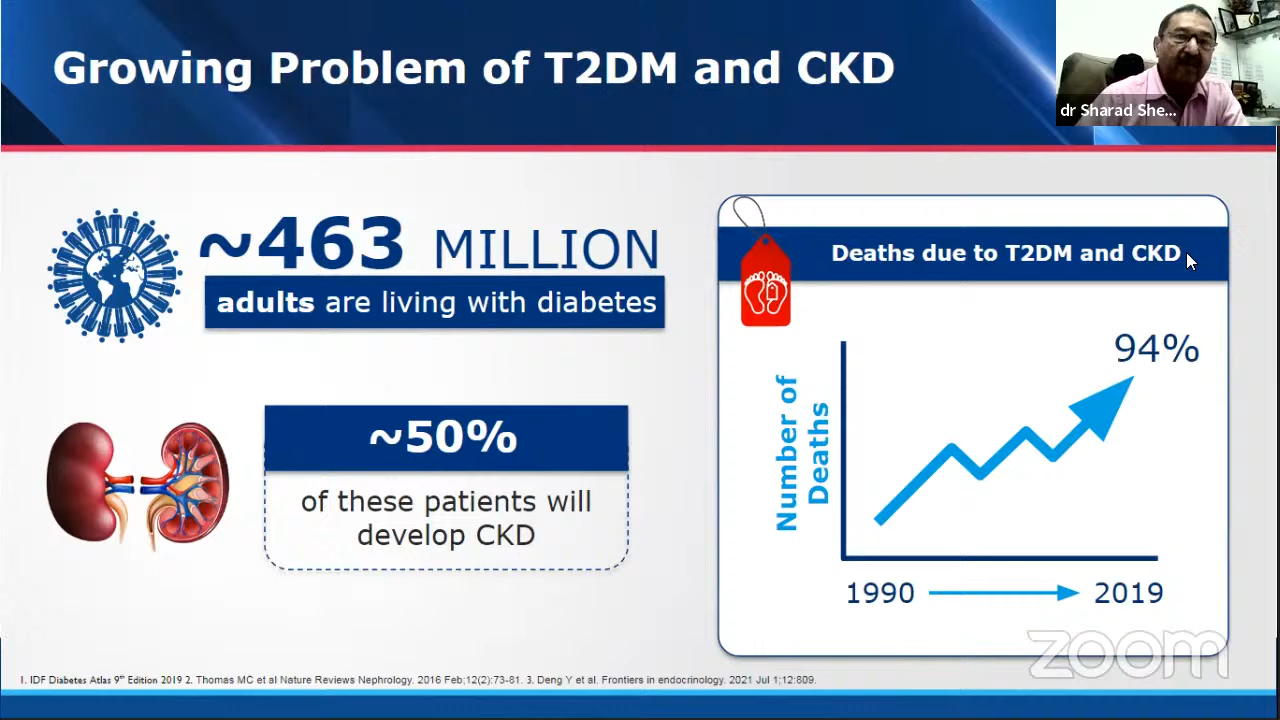 Growing Problem of T2DM and CKD
dr Sharad She...
~463 MILLION
adults are living with diabetes
~50%
of these patients will
develop CKD
Deaths due to T2DM and CKD
94%
Number of
Deaths
1990
2019
zoom
1. IDF Diabetes Atlas 9th Edition 2019 2. Thomas MC et al Nature Reviews Nephrology. 2016 Feb;12(2):73-81. 3. Deng Y et al. Frontiers in endocrinology. 2021 Jul 1;12:809.